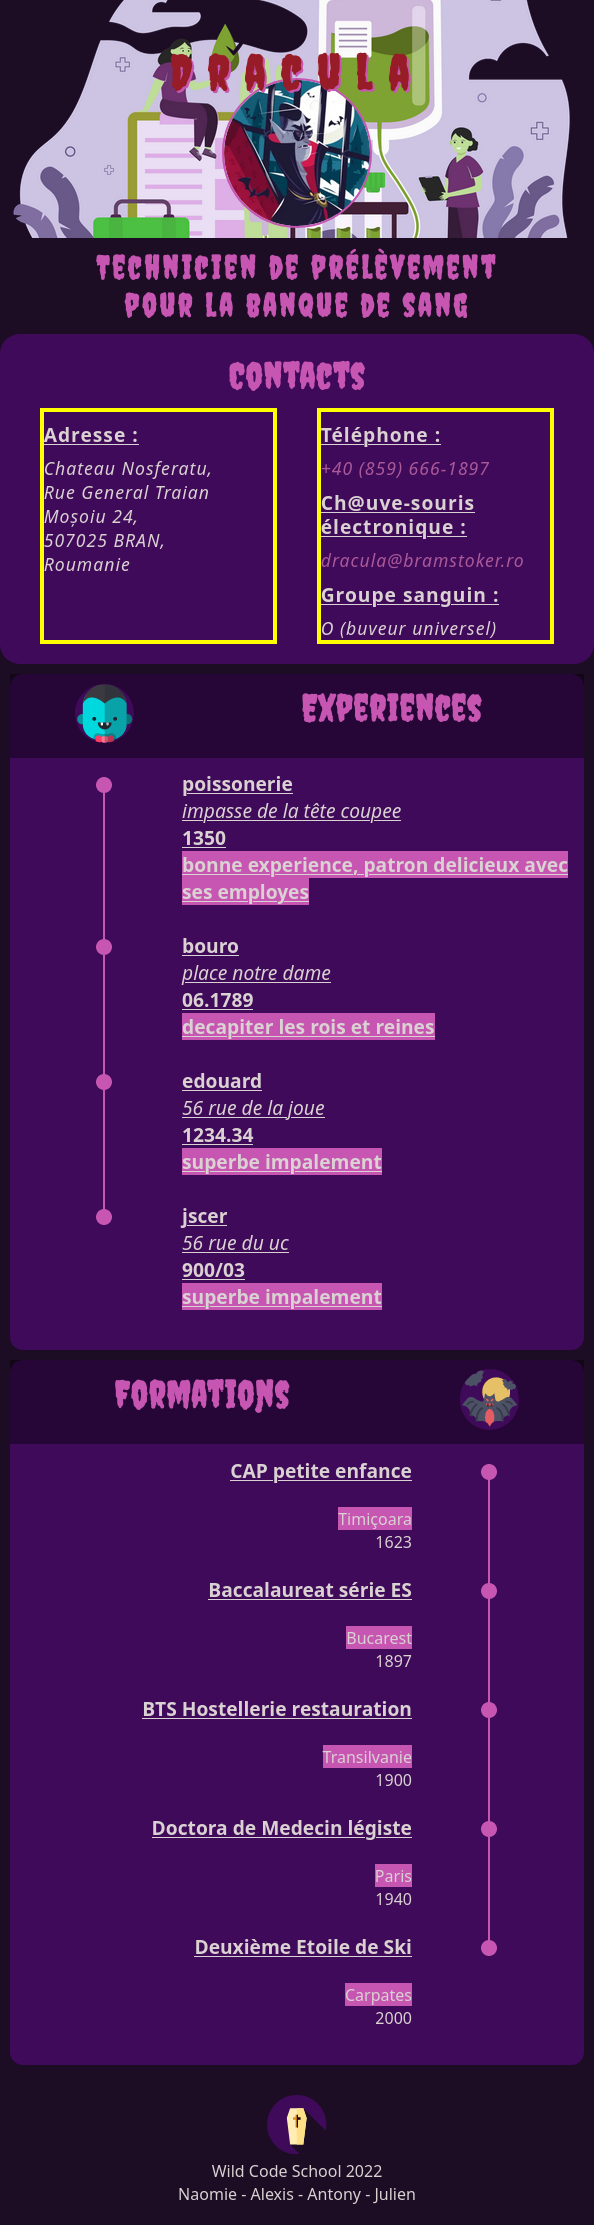 DRACULA
TECHNICIEN DE PRÉLÈVEMENT
POUR LA BANQUE DE SANG
CONTACTS
Adresse :
Chateau Nosferatu,
Rue General Traian
Moșoiu 24,
507025 BRAN,
Roumanie
Téléphone :
+40 (859) 666-1897
Ch@uve-souris
électronique :
dracula@bramstoker.ro
Groupe sanguin :
O (buveur universel)
EXPERIENCES
poissonerie
impasse de la tête coupee
1350
bonne experience, patron delicieux avec
ses employes
bouro
place notre dame
06.1789
decapiter les rois et reines
edouard
56 rue de la joue
1234.34
superbe impalement
jscer
56 rue du uc
900/03
superbe impalement
FORMATIONS
CAP petite enfance
Timiçoara
1623
Baccalaureat série ES
Bucarest
1897
BTS Hostellerie restauration
Transilvanie
1900
Doctora de Medecin légiste
Paris
1940
Deuxième Etoile de Ski
Carpates
2000
Wild Code School 2022
Naomie - Alexis - Antony - Julien